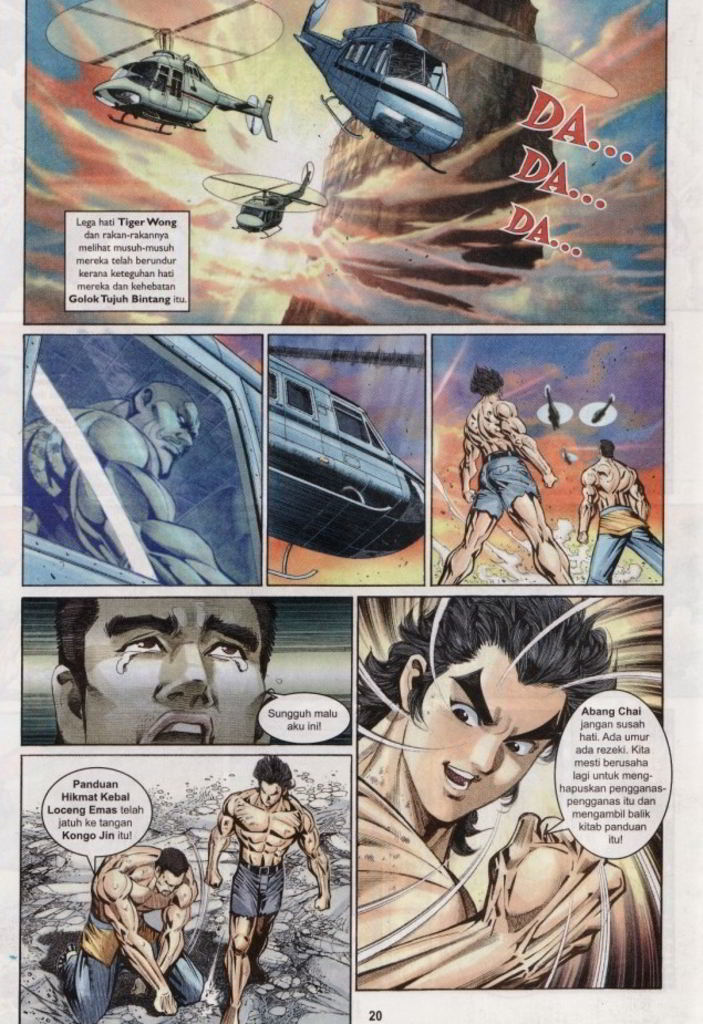 DA...
DA...
DA...
Lega hati Tiger Wong
dan rakan-rakannya
melihat musuh-musuh
mereka telah berundur
kerana keteguhan hati
mereka dan kehebatan
Golok Tujuh Bintang itu.
Sungguh malu
aku ini!
Abang Chai
jangan susah
hati. Ada umur
ada rezeki. Kita
mesti berusaha
lagi untuk meng-
hapuskan pengganas-
pengganas itu dan
mengambil balik
kitab panduan
itu!
Panduan
Hikmat Kebal
Loceng Emas telah
jatuh ke tangan
Kongo Jin itu!
20